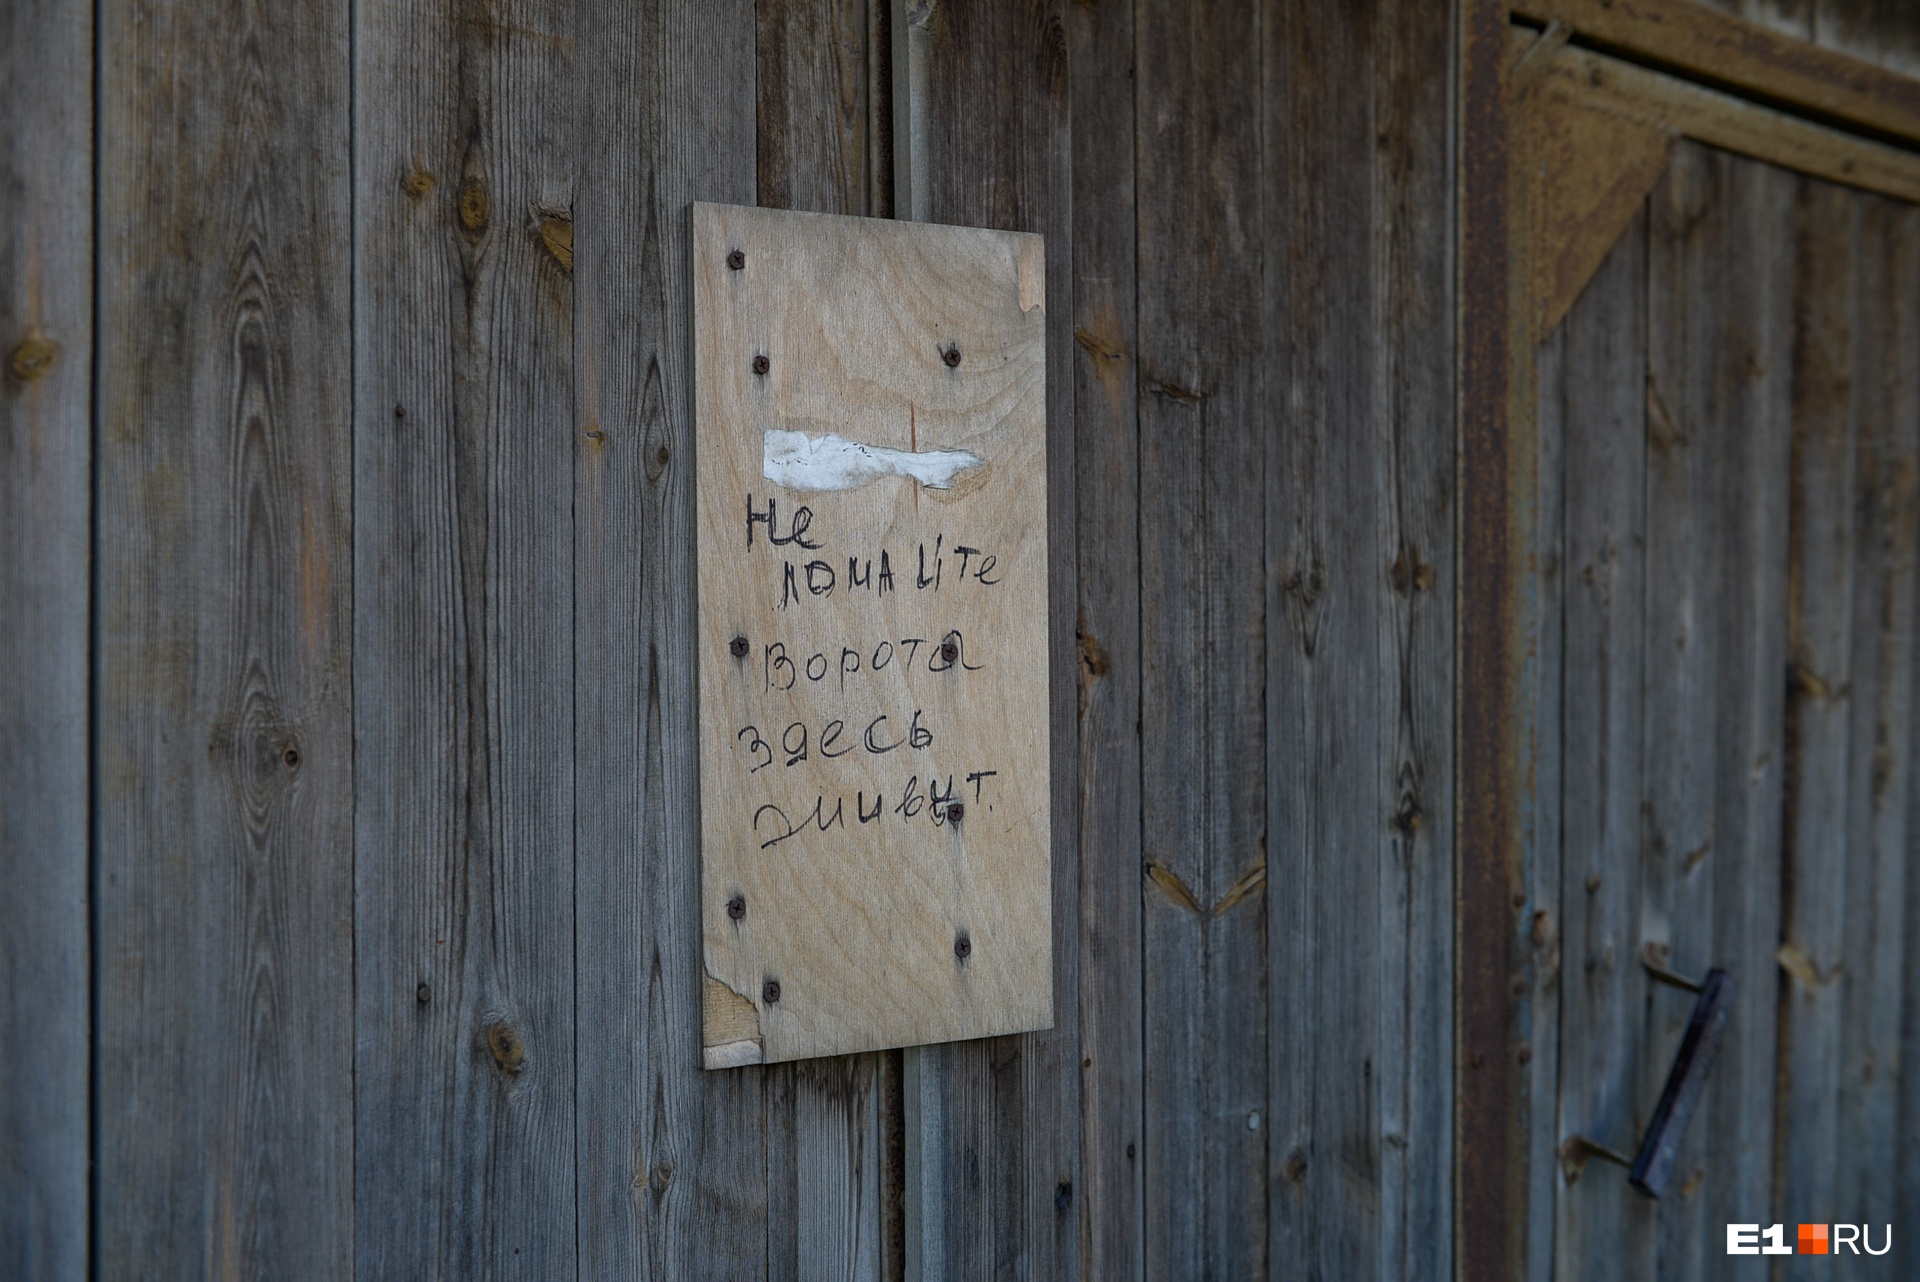 Не
ломайте
Ворота
здесь
живут.
E1 RU